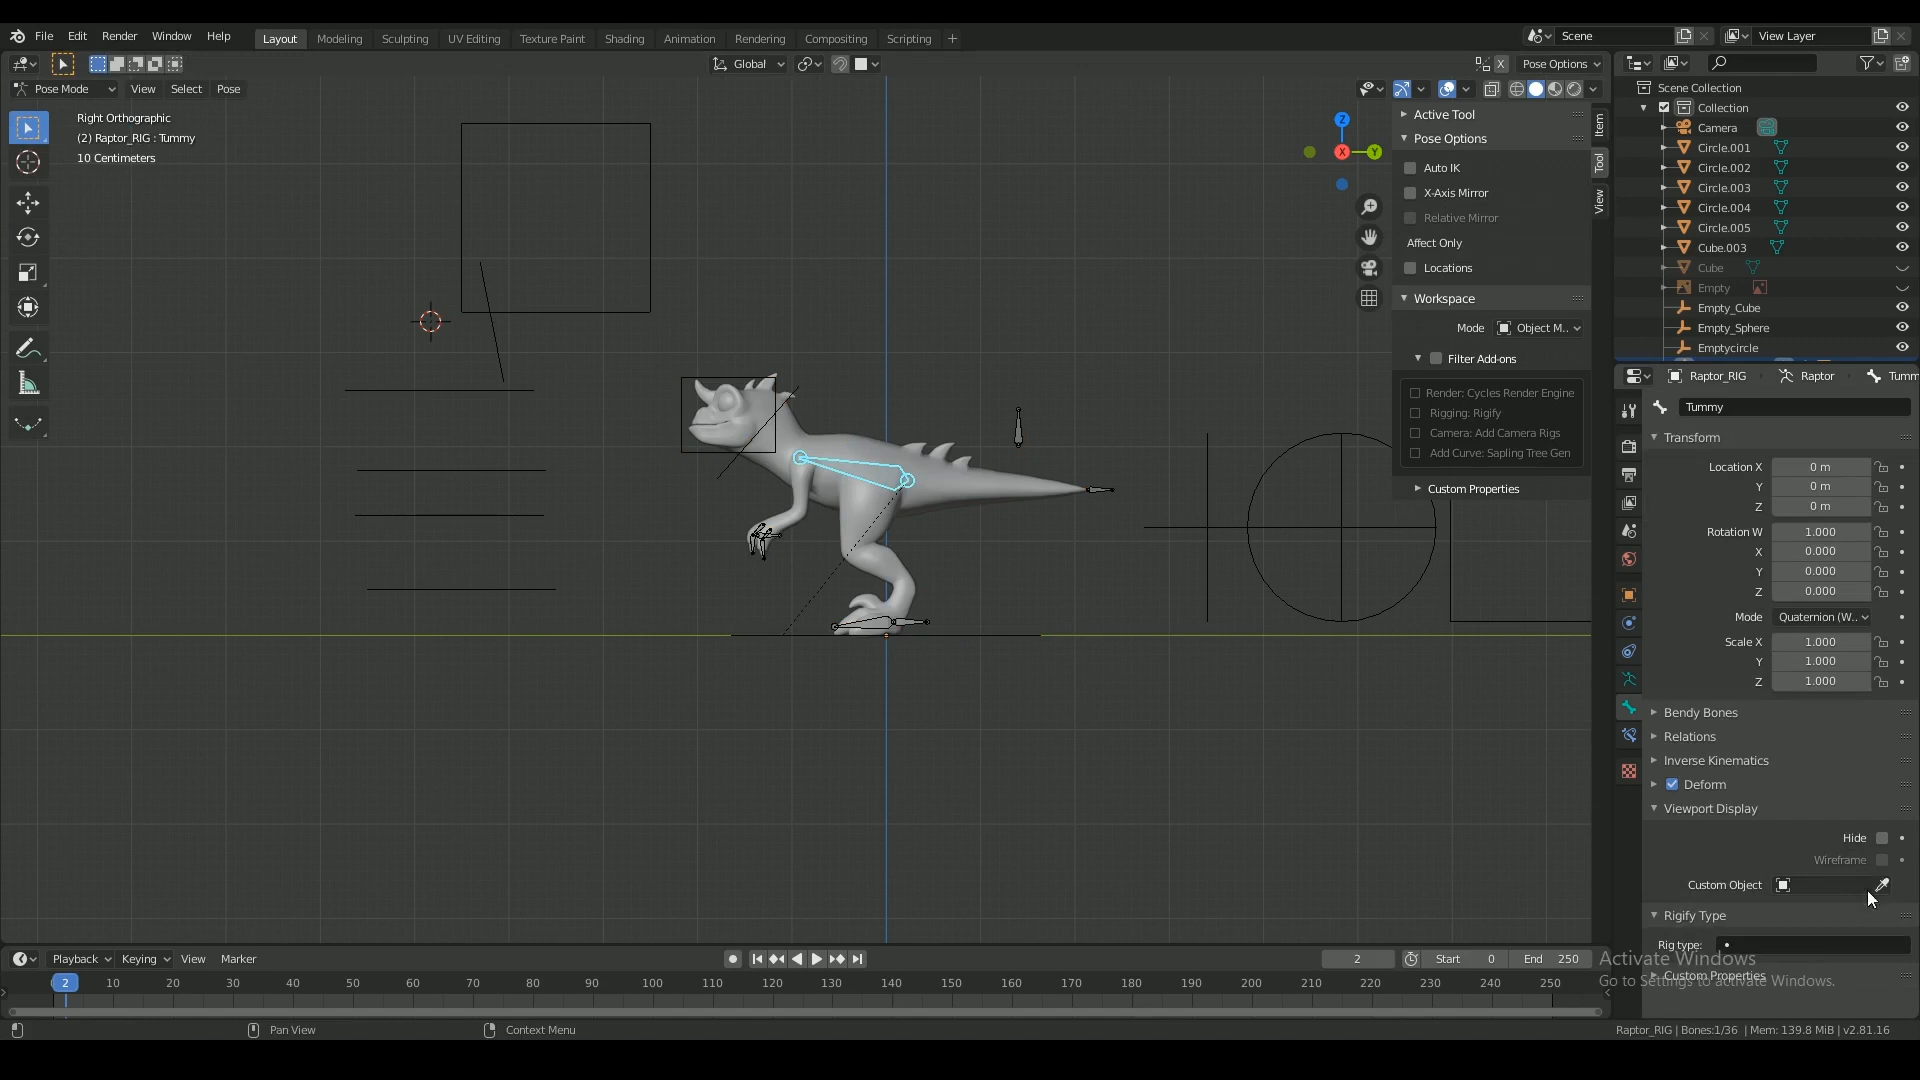 File Edit Render Window Help Layout Modeling Sculpting UV Editing Texture Paint Shading Animation Rendering Compositing Scripting + Scene View Layer
Global X Pose Options
Pose Mode View Select Pose
Right Orthographic
(2) Raptor_RIG : Tummy
10 Centimeters
Z
X
Y
Active Tool
Pose Options
Auto IK
X-Axis Mirror
Relative Mirror
Affect Only
Locations
Workspace
Mode Object M..
Filter Add-ons
Render: Cycles Render Engine
Rigging: Rigify
Camera: Add Camera Rigs
Add Curve: Sapling Tree Gen
Custom Properties
Item
Tool
View
Scene Collection
Collection
Camera
Circle.001
Circle.002
Circle.003
Circle.004
Circle.005
Cube.003
Cube
Empty
Empty_Cube
Empty_Sphere
Emptycircle
Raptor_RIG Raptor Tumm
Tummy
Transform
Location X 0 m
Y 0 m
Z 0 m
Rotation W 1.000
X 0.000
Y 0.000
Z 0.000
Mode Quaternion (W..
Scale X 1.000
Y 1.000
Z 1.000
Bendy Bones
Relations
Inverse Kinematics
Deform
Viewport Display
Hide
Wireframe
Custom Object
Rigify Type
Rig type:
Activate Windows
Custom Properties
Go to Settings to activate Windows.
Playback Keying View Marker 2 Start 0 End 250
2 10 20 30 40 50 60 70 80 90 100 110 120 130 140 150 160 170 180 190 200 210 220 230 240 250
Pan View Context Menu Raptor_RIG | Bones:1/36 | Mem: 139.8 MiB | v2.81.16